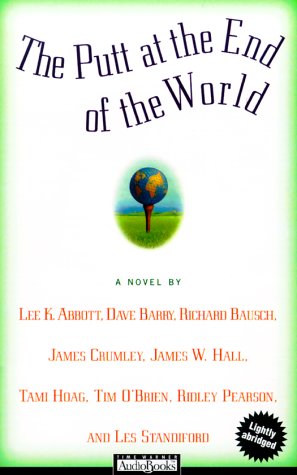 The Putt at the End
of the World
A NOVEL BY
LEE K. ABBOTT, DAVE BARRY, RICHARD BAUSCH,
JAMES CRUMLEY, JAMES W. HALL,
TAMI HOAG, TIM O'BRIEN, RIDLEY PEARSON,
AND LES STANDIFORD
Lightly
abridged
TIME WARNER
AudioBooks